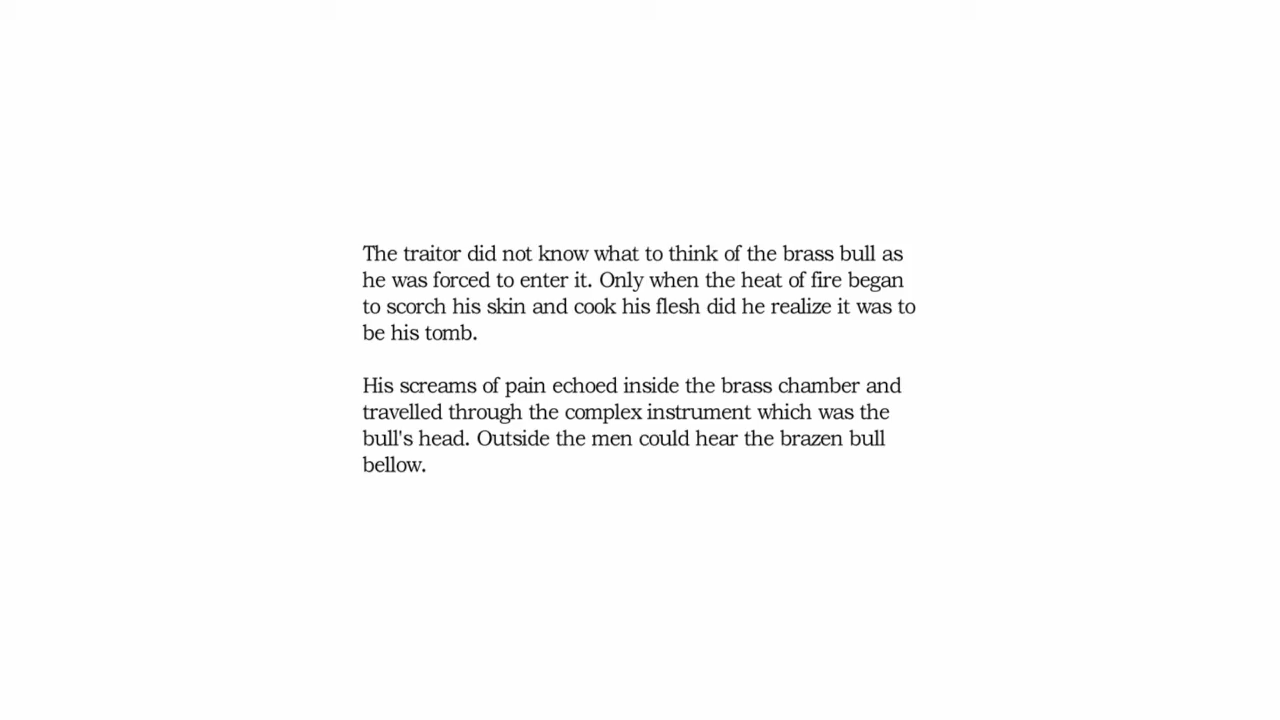 The traitor did not know what to think of the brass bull as
he was forced to enter it. Only when the heat of fire began
to scorch his skin and cook his flesh did he realize it was to
be his tomb.
His screams of pain echoed inside the brass chamber and
travelled through the complex instrument which was the
bull's head. Outside the men could hear the brazen bull
bellow.